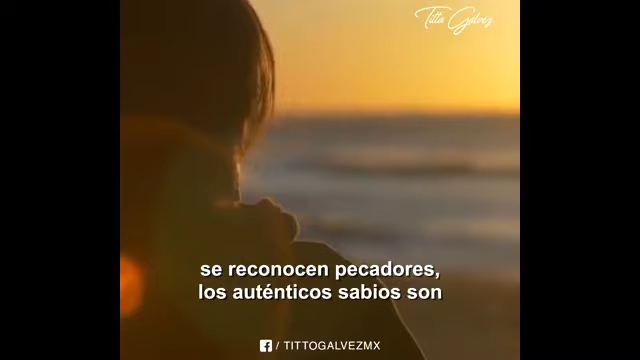 Titto Galvez
se reconocen pecadores,
los auténticos sabios son
/ TITTOGALVEZMX